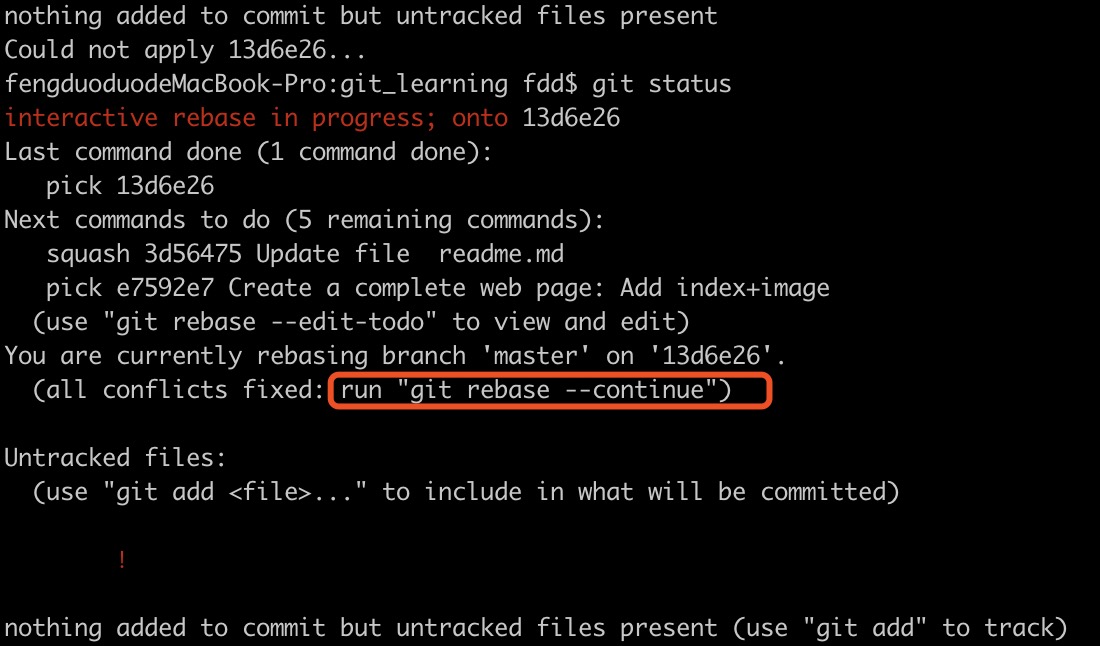 nothing added to commit but untracked files present
Could not apply 13d6e26...
fengduoduodeMacBook-Pro:git_learning fdd$ git status
interactive rebase in progress; onto 13d6e26
Last command done (1 command done):
   pick 13d6e26
Next commands to do (5 remaining commands):
   squash 3d56475 Update file  readme.md
   pick e7592e7 Create a complete web page: Add index+image
  (use "git rebase --edit-todo" to view and edit)
You are currently rebasing branch 'master' on '13d6e26'.
  (all conflicts fixed: run "git rebase --continue")
Untracked files:
  (use "git add <file>..." to include in what will be committed)
        !
nothing added to commit but untracked files present (use "git add" to track)